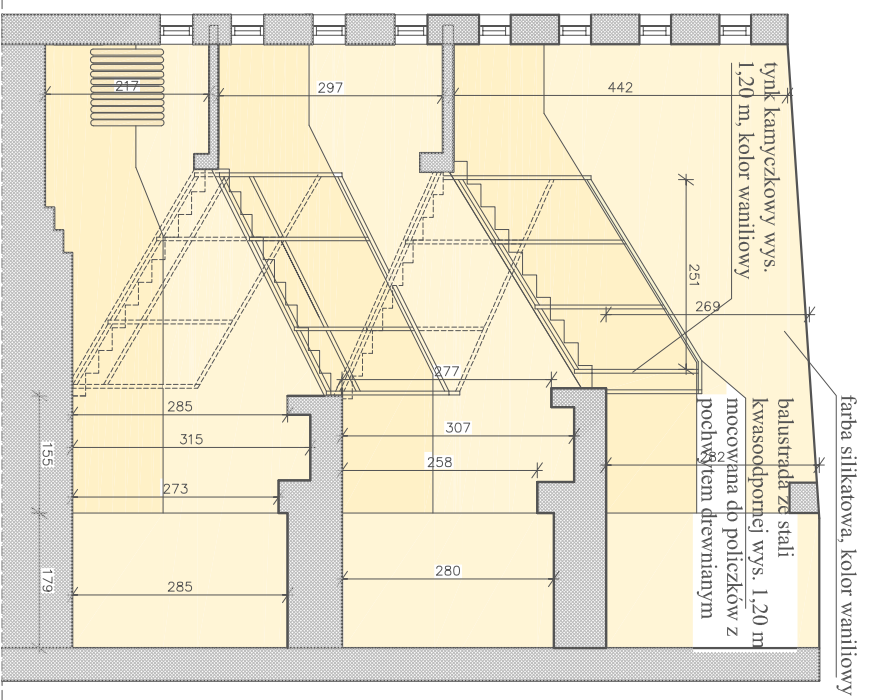 217
297
442
tynk kamyczkowy wys.
1,20 m, kolor waniliowy
251
269
277
285
315
307
258
282
273
155
179
285
280
balustrada ze stali
kwasoodpornej wys. 1,20 m
mocowana do policzków z
pochwytem drewnianym
farba silikatowa, kolor waniliowy